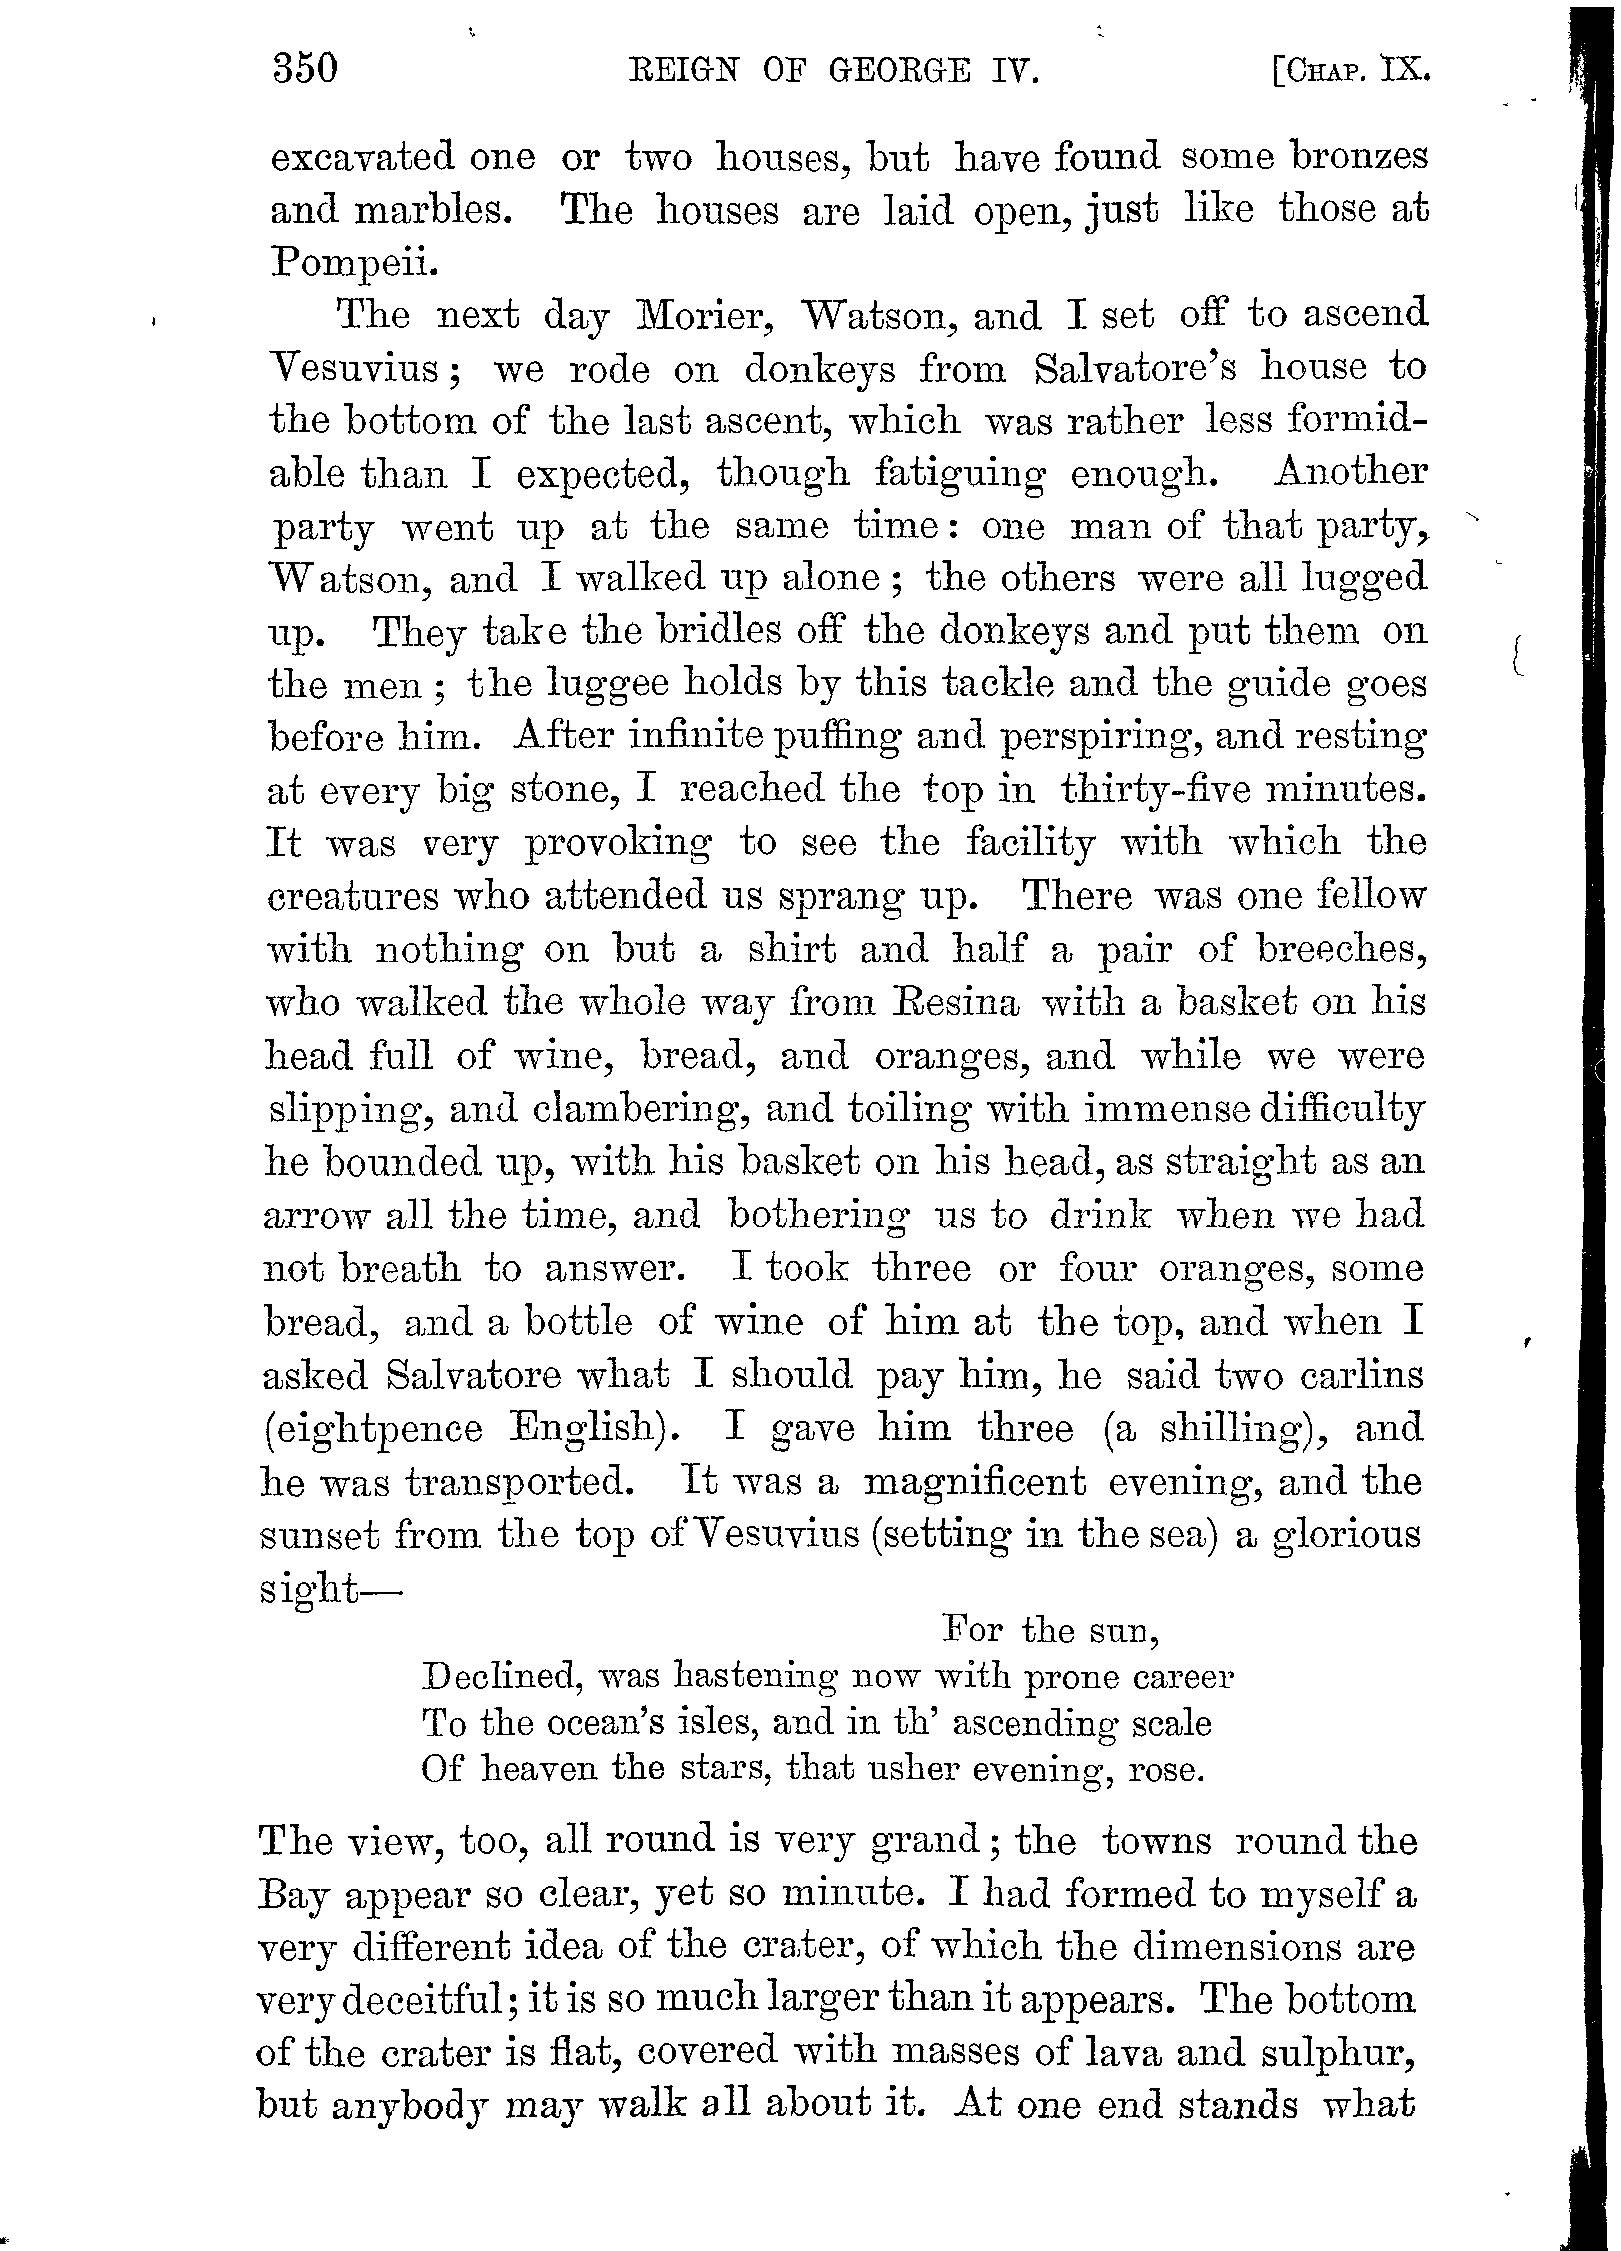 350 REIGN OF GEORGE IV. [CHAP. IX.
excavated one or two houses, but have found some bronzes
and marbles. The houses are laid open, just like those at
Pompeii.
The next day Morier, Watson, and I set off to ascend
Vesuvius; we rode on donkeys from Salvatore's house to
the bottom of the last ascent, which was rather less formid-
able than I expected, though fatiguing enough. Another
party went up at the same time: one man of that party,
Watson, and I walked up alone; the others were all lugged
up. They take the bridles off the donkeys and put them on
the men; the luggee holds by this tackle and the guide goes
before him. After infinite puffing and perspiring, and resting
at every big stone, I reached the top in thirty-five minutes.
It was very provoking to see the facility with which the
creatures who attended us sprang up. There was one fellow
with nothing on but a shirt and half a pair of breeches,
who walked the whole way from Resina with a basket on his
head full of wine, bread, and oranges, and while we were
slipping, and clambering, and toiling with immense difficulty
he bounded up, with his basket on his head, as straight as an
arrow all the time, and bothering us to drink when we had
not breath to answer. I took three or four oranges, some
bread, and a bottle of wine of him at the top, and when I
asked Salvatore what I should pay him, he said two carlins
(eightpence English). I gave him three (a shilling), and
he was transported. It was a magnificent evening, and the
sunset from the top of Vesuvius (setting in the sea) a glorious
sight—
For the sun,
Declined, was hastening now with prone career
To the ocean's isles, and in th' ascending scale
Of heaven the stars, that usher evening, rose.
The view, too, all round is very grand; the towns round the
Bay appear so clear, yet so minute. I had formed to myself a
very different idea of the crater, of which the dimensions are
very deceitful; it is so much larger than it appears. The bottom
of the crater is flat, covered with masses of lava and sulphur,
but anybody may walk all about it. At one end stands what